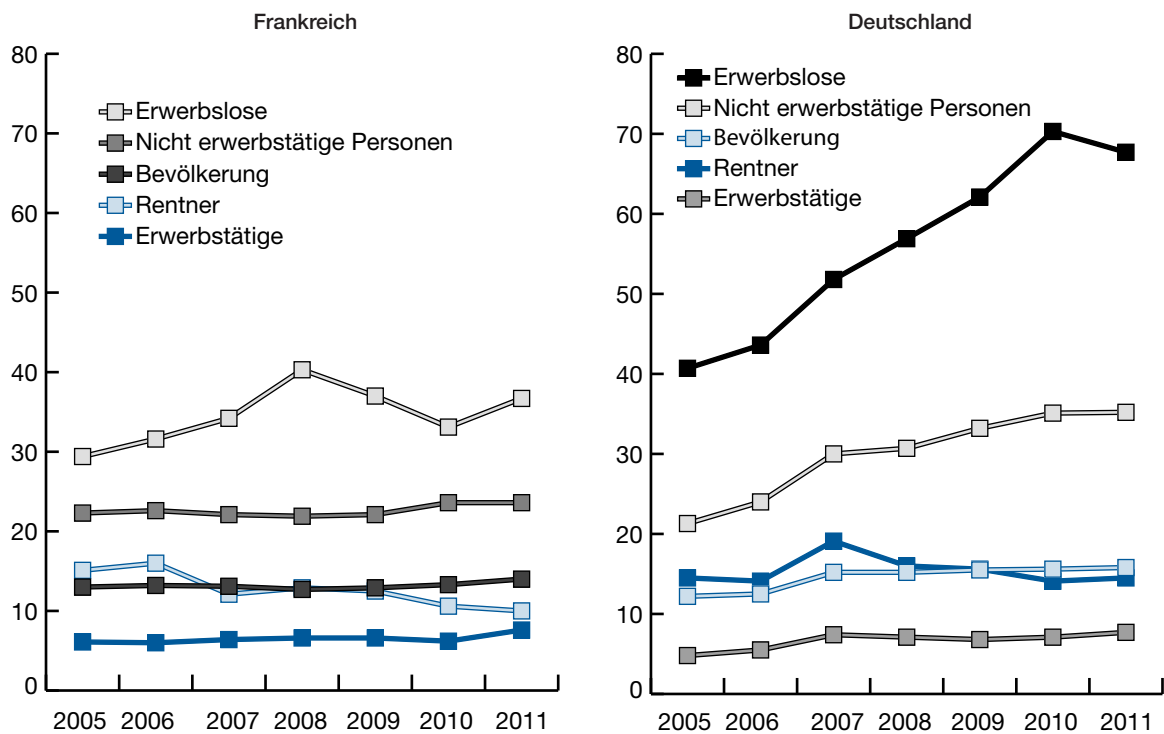 Frankreich
80
70
60
50
40
30
20
10
0
Erwerbslose
Nicht erwerbstätige Personen
Bevölkerung
Rentner
Erwerbstätige
2005 2006 2007 2008 2009 2010 2011
Deutschland
80
70
60
50
40
30
20
10
0
Erwerbslose
Nicht erwerbstätige Personen
Bevölkerung
Rentner
Erwerbstätige
2005 2006 2007 2008 2009 2010 2011